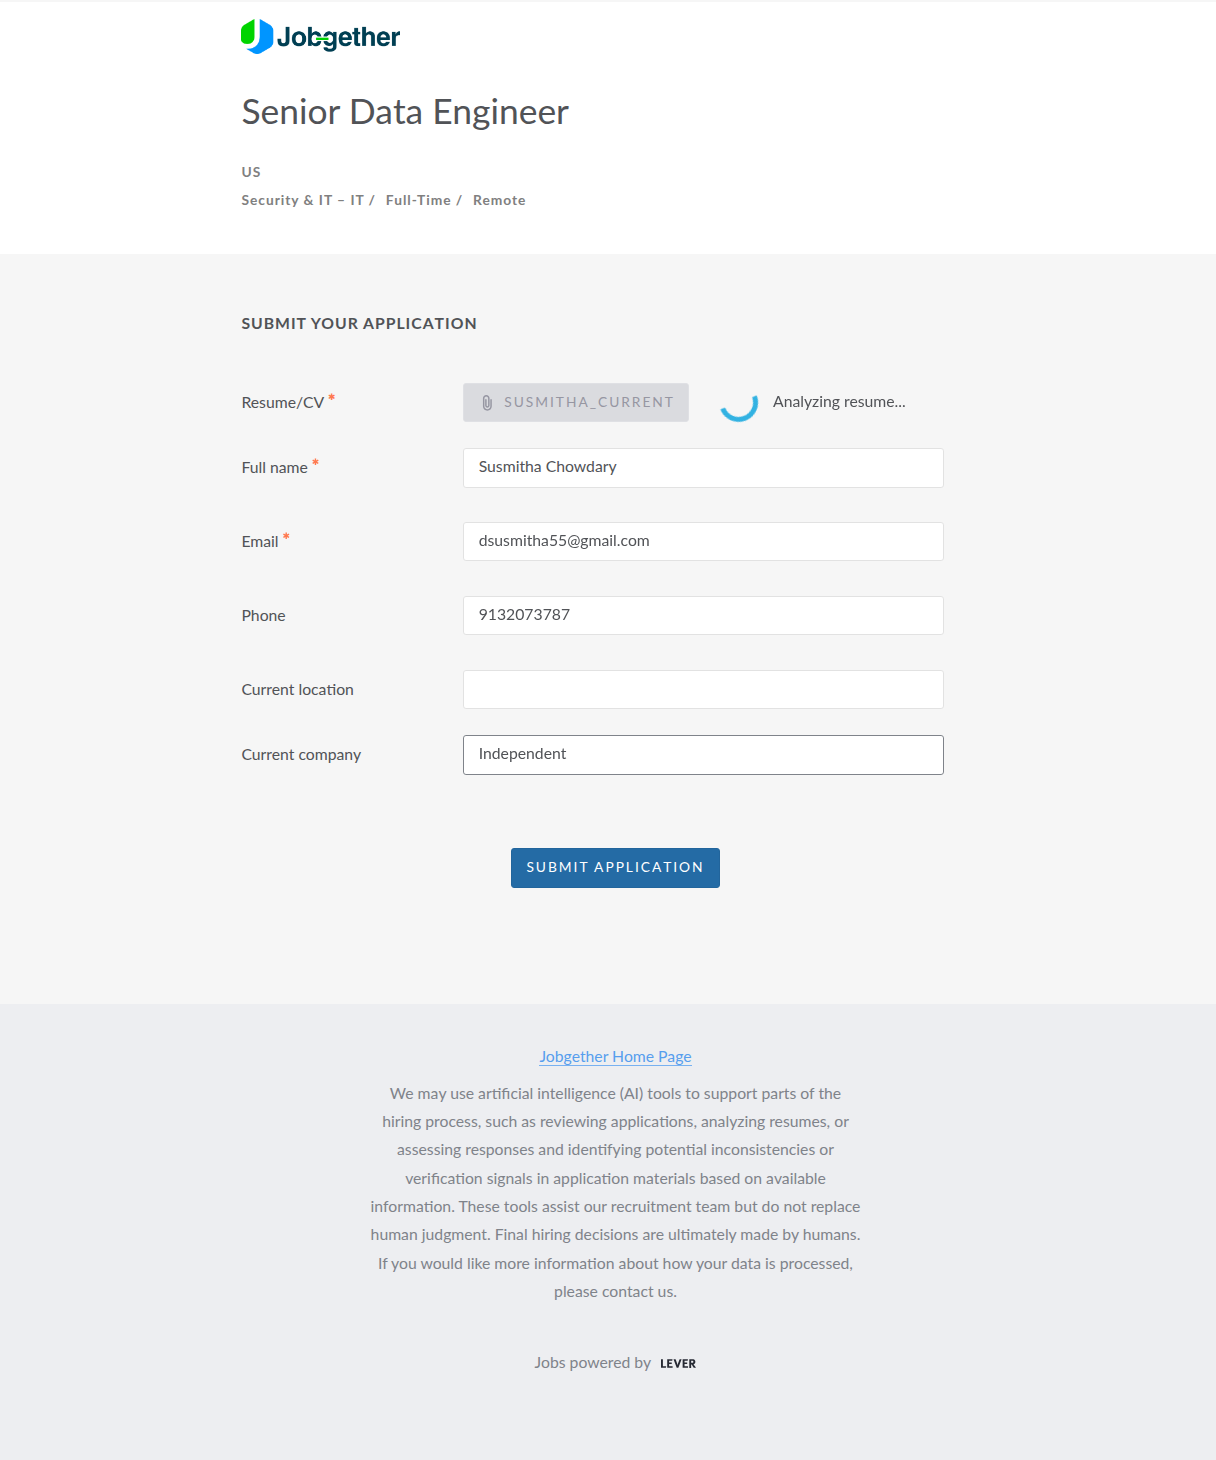 Jobgether
Senior Data Engineer
US
Security & IT – IT / Full-Time / Remote
SUBMIT YOUR APPLICATION
Resume/CV * SUSMITHA_CURRENT Analyzing resume...
Full name * Susmitha Chowdary
Email * dsusmitha55@gmail.com
Phone 9132073787
Current location
Current company Independent
SUBMIT APPLICATION
Jobgether Home Page
We may use artificial intelligence (AI) tools to support parts of the
hiring process, such as reviewing applications, analyzing resumes, or
assessing responses and identifying potential inconsistencies or
verification signals in application materials based on available
information. These tools assist our recruitment team but do not replace
human judgment. Final hiring decisions are ultimately made by humans.
If you would like more information about how your data is processed,
please contact us.
Jobs powered by LEVER